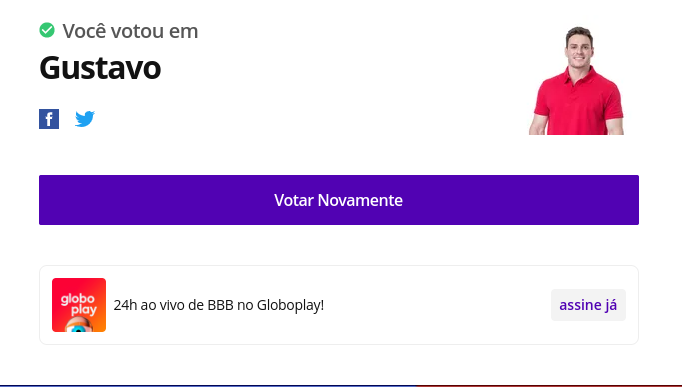 Você votou em
Gustavo
f
Votar Novamente
globo
play
24h ao vivo de BBB no Globoplay!
assine já